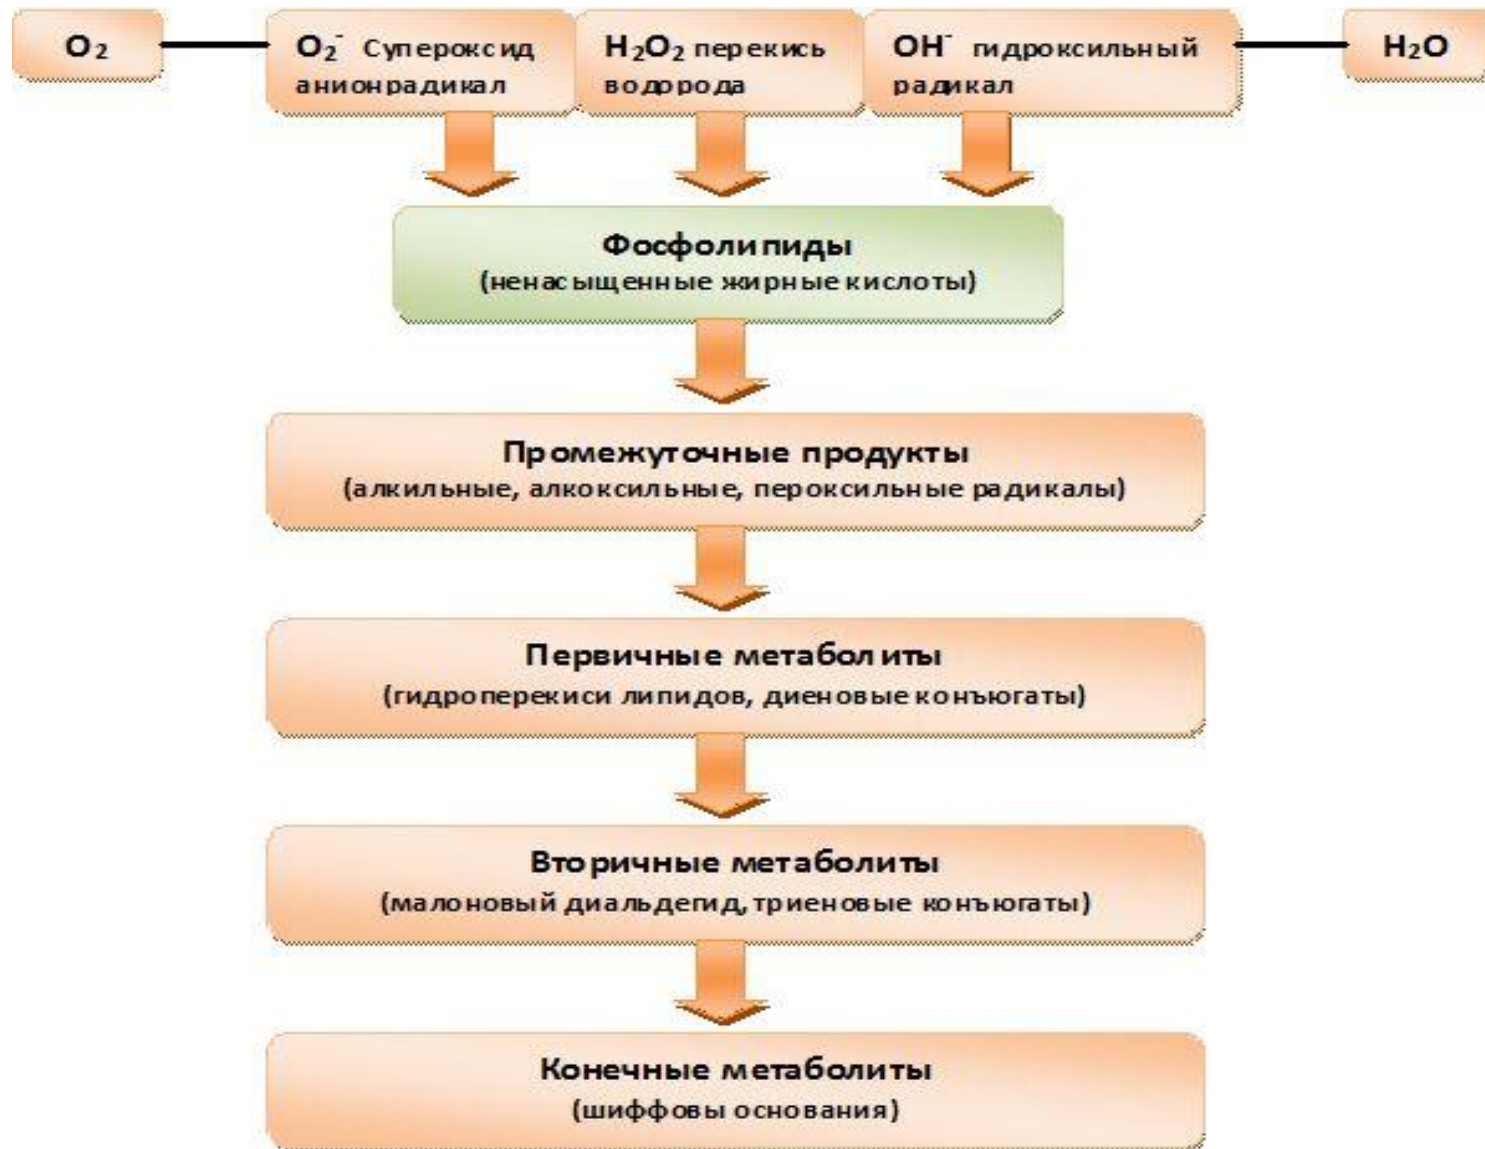 O₂
O₂⁻ Супероксид
анионрадикал
H₂O₂ перекись
водорода
OH⁻ гидроксильный
радикал
H₂O
Фосфолипиды
(ненасыщенные жирные кислоты)
Промежуточные продукты
(алкильные, алкоксильные, пероксильные радикалы)
Первичные метаболиты
(гидроперекиси липидов, диеновые конъюгаты)
Вторичные метаболиты
(малоновый диальдегид, триеновые конъюгаты)
Конечные метаболиты
(шиффовы основания)